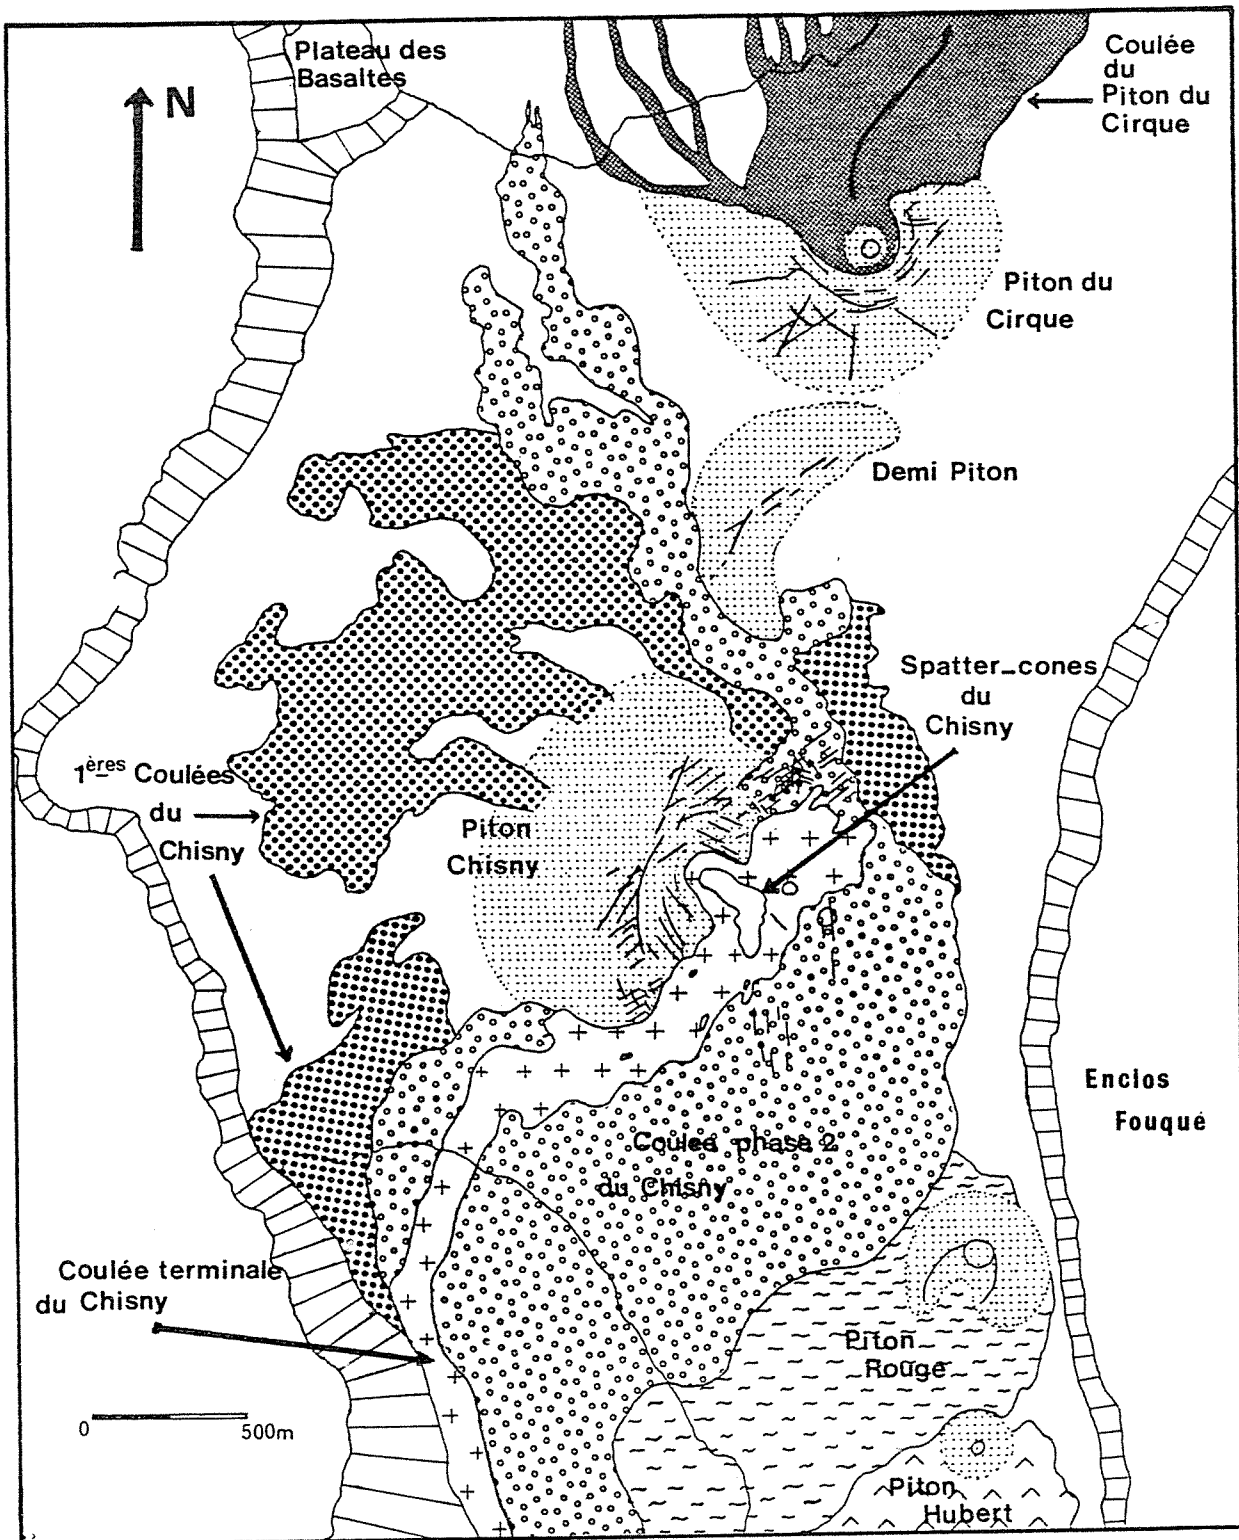 Plateau des
Basaltes
N
Coulée
du
Piton du
Cirque
Piton du
Cirque
Demi Piton
Spatter_cones
du
Chisny
1ères Coulées
du
Chisny
Piton
Chisny
Enclos
Fouqué
Coulée phase 2
du Chisny
Coulée terminale
du Chisny
Piton
Rouge
0 500m
Piton
Hubert